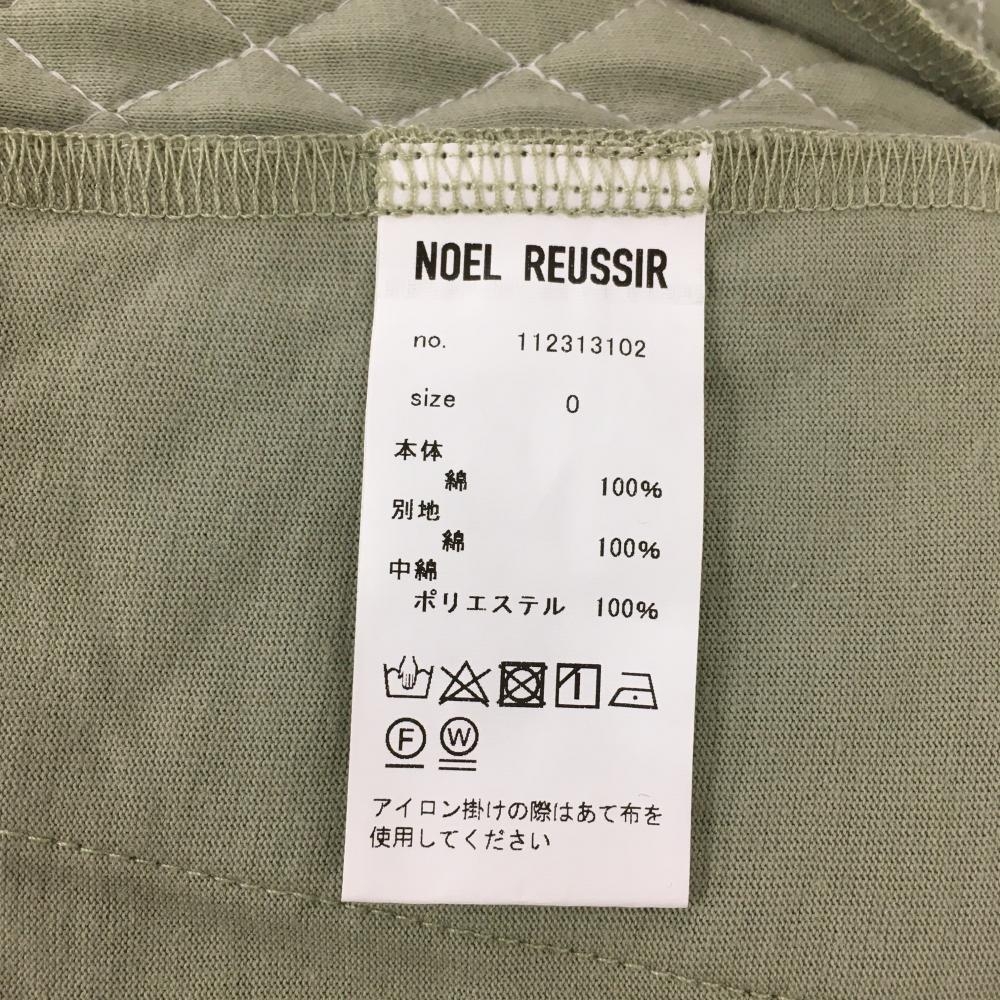 NOEL REUSSIR
no. 112313102
size 0
本体
綿 100%
別地
綿 100%
中綿
ポリエステル 100%
F W
アイロン掛けの際はあて布を
使用してください